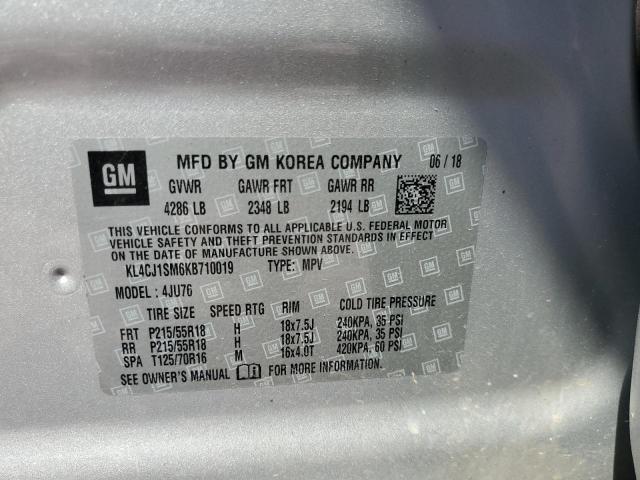 GM MFD BY GM KOREA COMPANY 06 / 18
GVWR GAWR FRT GAWR RR
4286 LB 2348 LB 2194 LB
THIS VEHICLE CONFORMS TO ALL APPLICABLE U.S. FEDERAL MOTOR
VEHICLE SAFETY AND THEFT PREVENTION STANDARDS IN EFFECT
ON THE DATE OF MANUFACTURE SHOWN ABOVE.
KL4CJ1SM6KB710019 TYPE: MPV
MODEL : 4JU76
TIRE SIZE SPEED RTG RIM COLD TIRE PRESSURE
FRT P215/55R18 H 18x7.5J 240KPA, 35 PSI
RR P215/55R18 H 18x7.5J 240KPA, 35 PSI
SPA T125/70R16 M 16x4.0T 420KPA, 60 PSI
SEE OWNER'S MANUAL FOR MORE INFORMATION.